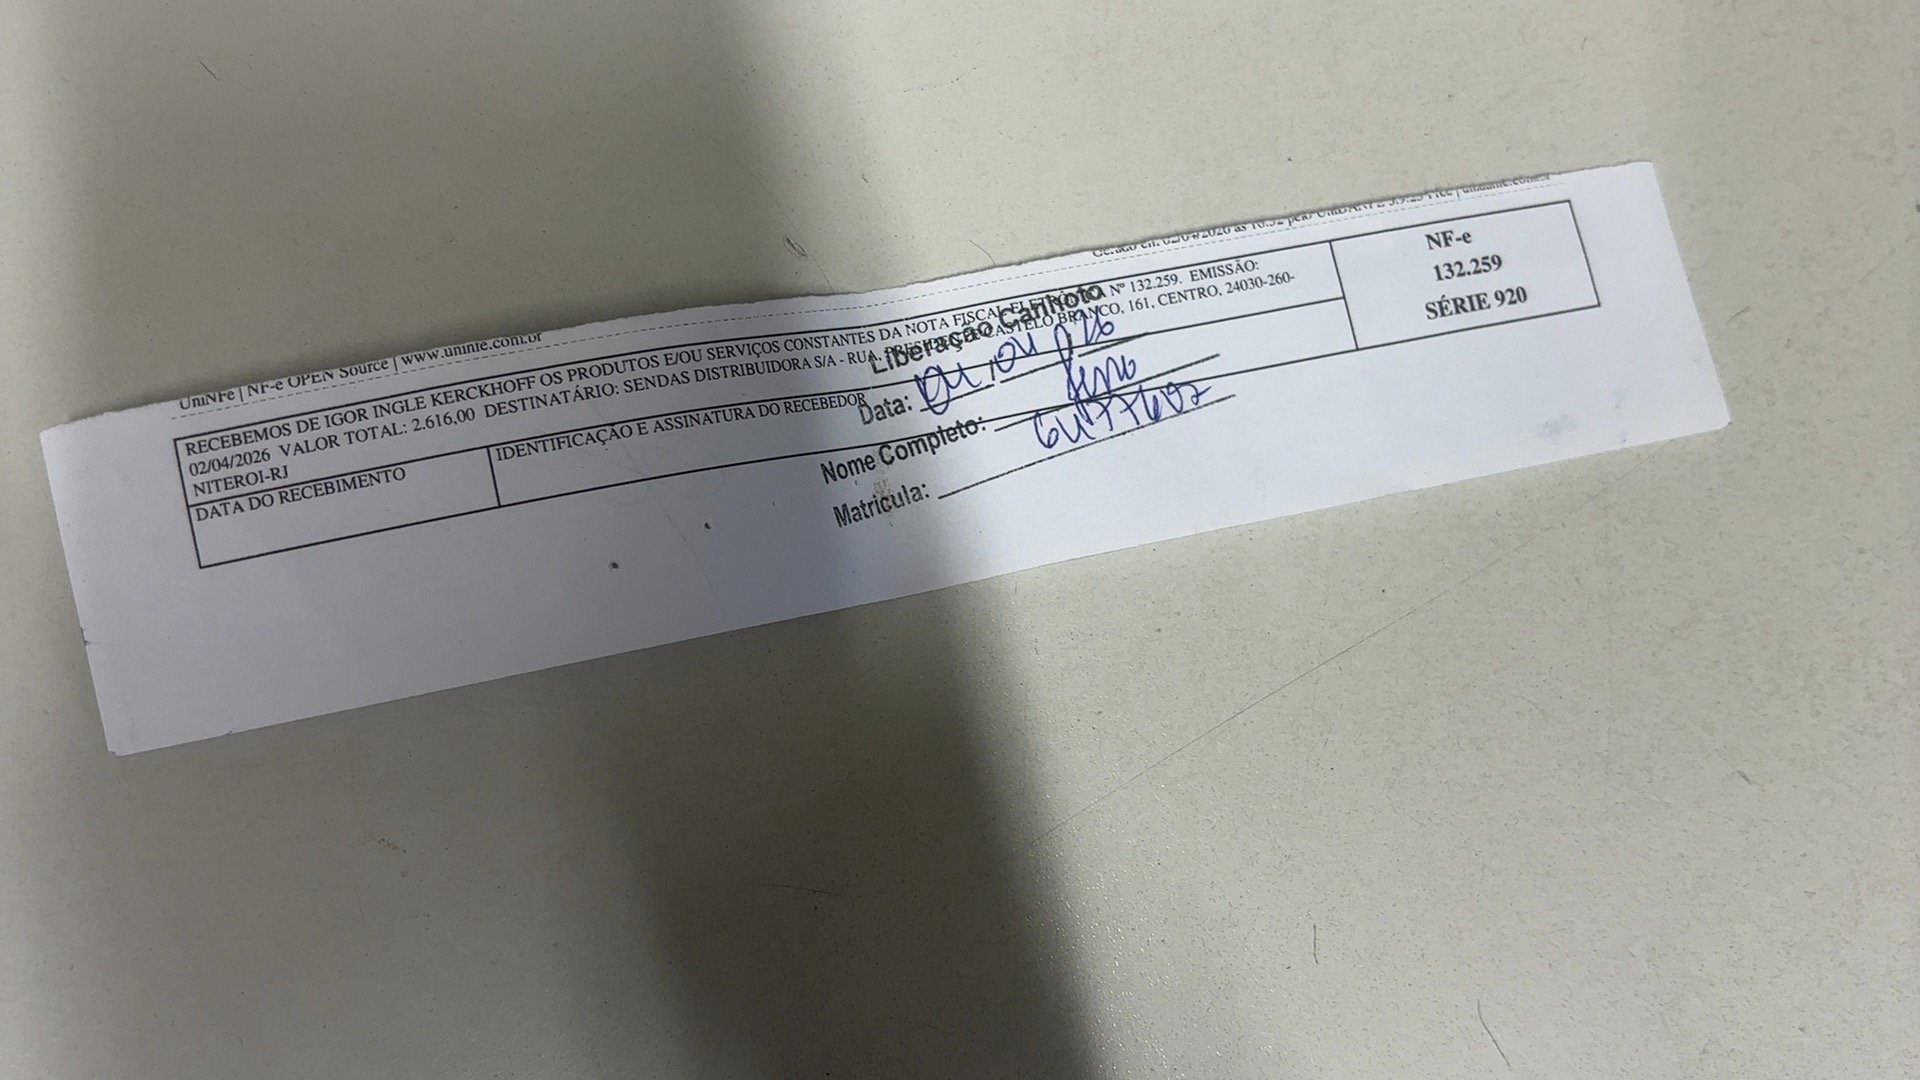 UniNFe | NF-e OPEN Source | www.uninfe.com.br
RECEBEMOS DE IGOR INGLE KERCKHOFF OS PRODUTOS E/OU SERVIÇOS CONSTANTES DA NOTA FISCAL ELETRÔNICA Nº 132.259. EMISSÃO:
02/04/2026 VALOR TOTAL: 2.616,00 DESTINATÁRIO: SENDAS DISTRIBUIDORA S/A - RUA. PRESIDENTE CASTELO BRANCO, 161, CENTRO, 24030-260-
NITEROI-RJ
DATA DO RECEBIMENTO
IDENTIFICAÇÃO E ASSINATURA DO RECEBEDOR
NF-e
132.259
SÉRIE 920
Liberação Canhoto
Data: 04 04 26
Nome Completo:
Matricula: